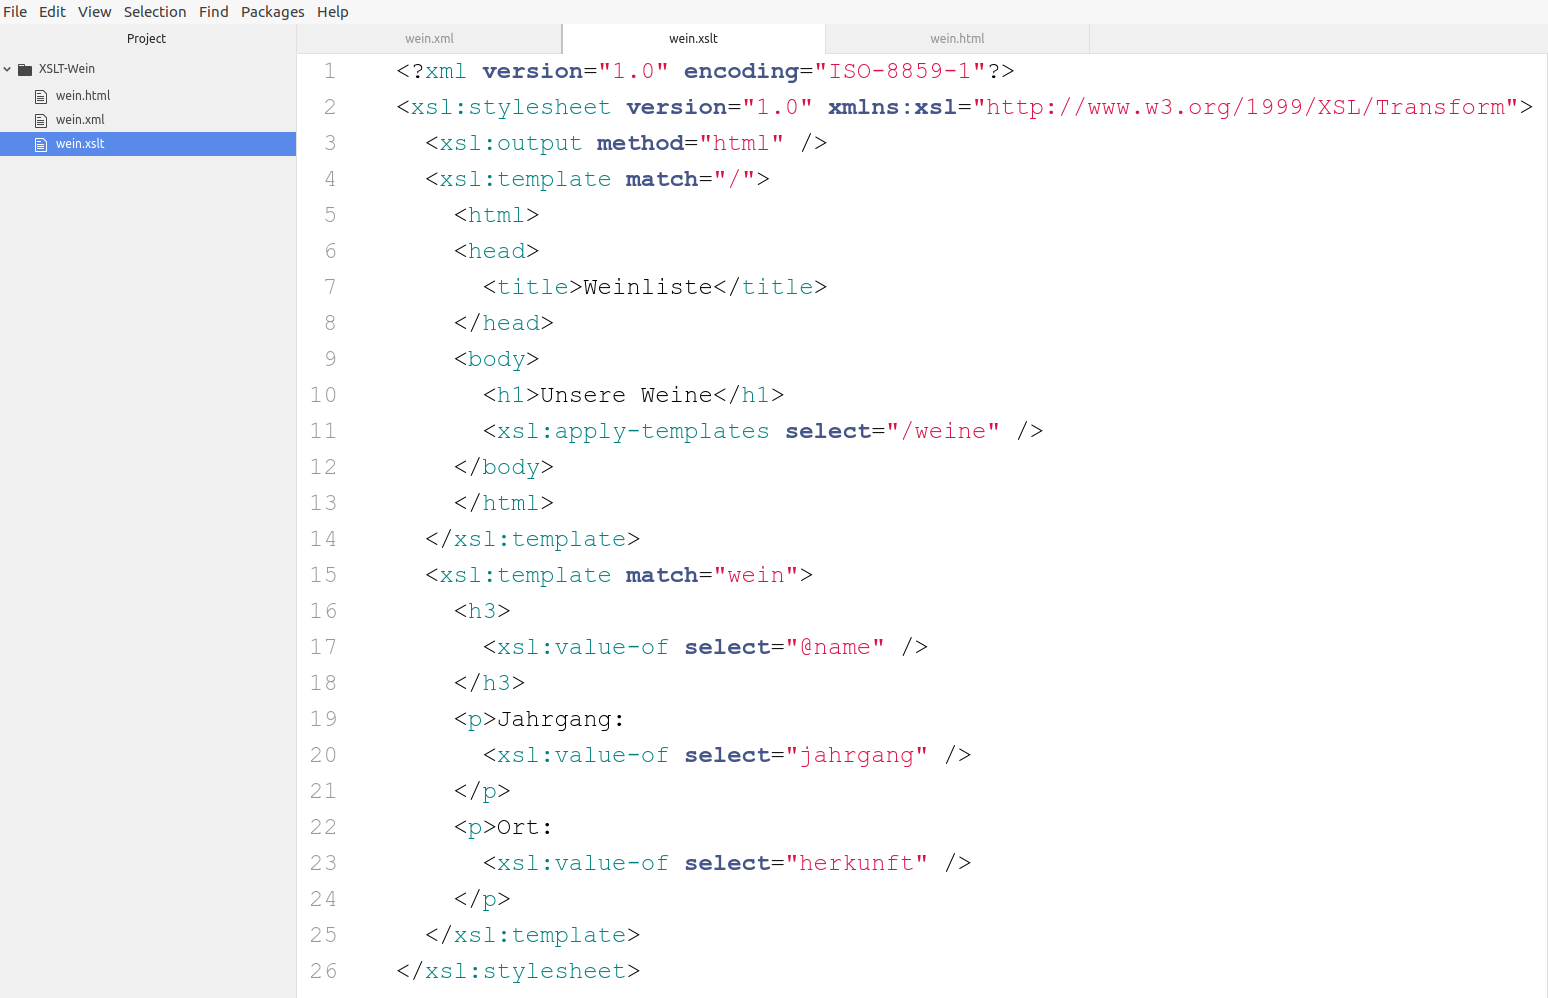 File Edit View Selection Find Packages Help
Project
wein.xml wein.xslt wein.html
XSLT-Wein
wein.html
wein.xml
wein.xslt
1 <?xml version="1.0" encoding="ISO-8859-1"?>
2 <xsl:stylesheet version="1.0" xmlns:xsl="http://www.w3.org/1999/XSL/Transform">
3 <xsl:output method="html" />
4 <xsl:template match="/">
5 <html>
6 <head>
7 <title>Weinliste</title>
8 </head>
9 <body>
10 <h1>Unsere Weine</h1>
11 <xsl:apply-templates select="/weine" />
12 </body>
13 </html>
14 </xsl:template>
15 <xsl:template match="wein">
16 <h3>
17 <xsl:value-of select="@name" />
18 </h3>
19 <p>Jahrgang:
20 <xsl:value-of select="jahrgang" />
21 </p>
22 <p>Ort:
23 <xsl:value-of select="herkunft" />
24 </p>
25 </xsl:template>
26 </xsl:stylesheet>